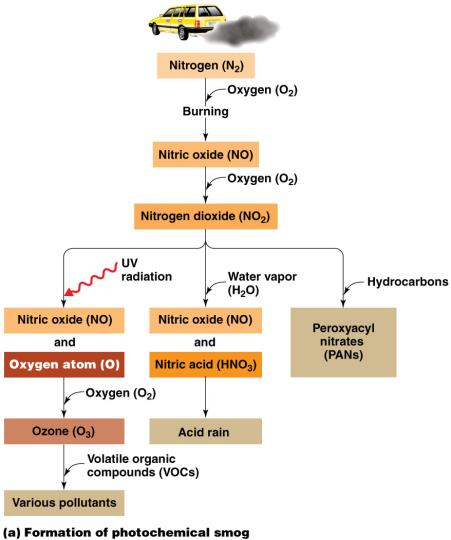 Nitrogen (N₂)
Oxygen (O₂)
Burning
Nitric oxide (NO)
Oxygen (O₂)
Nitrogen dioxide (NO₂)
UV
radiation
Water vapor
(H₂O)
Hydrocarbons
Nitric oxide (NO)
and
Oxygen atom (O)
Nitric oxide (NO)
and
Nitric acid (HNO₃)
Peroxyacyl
nitrates
(PANs)
Oxygen (O₂)
Ozone (O₃)
Acid rain
Volatile organic
compounds (VOCs)
Various pollutants
(a) Formation of photochemical smog